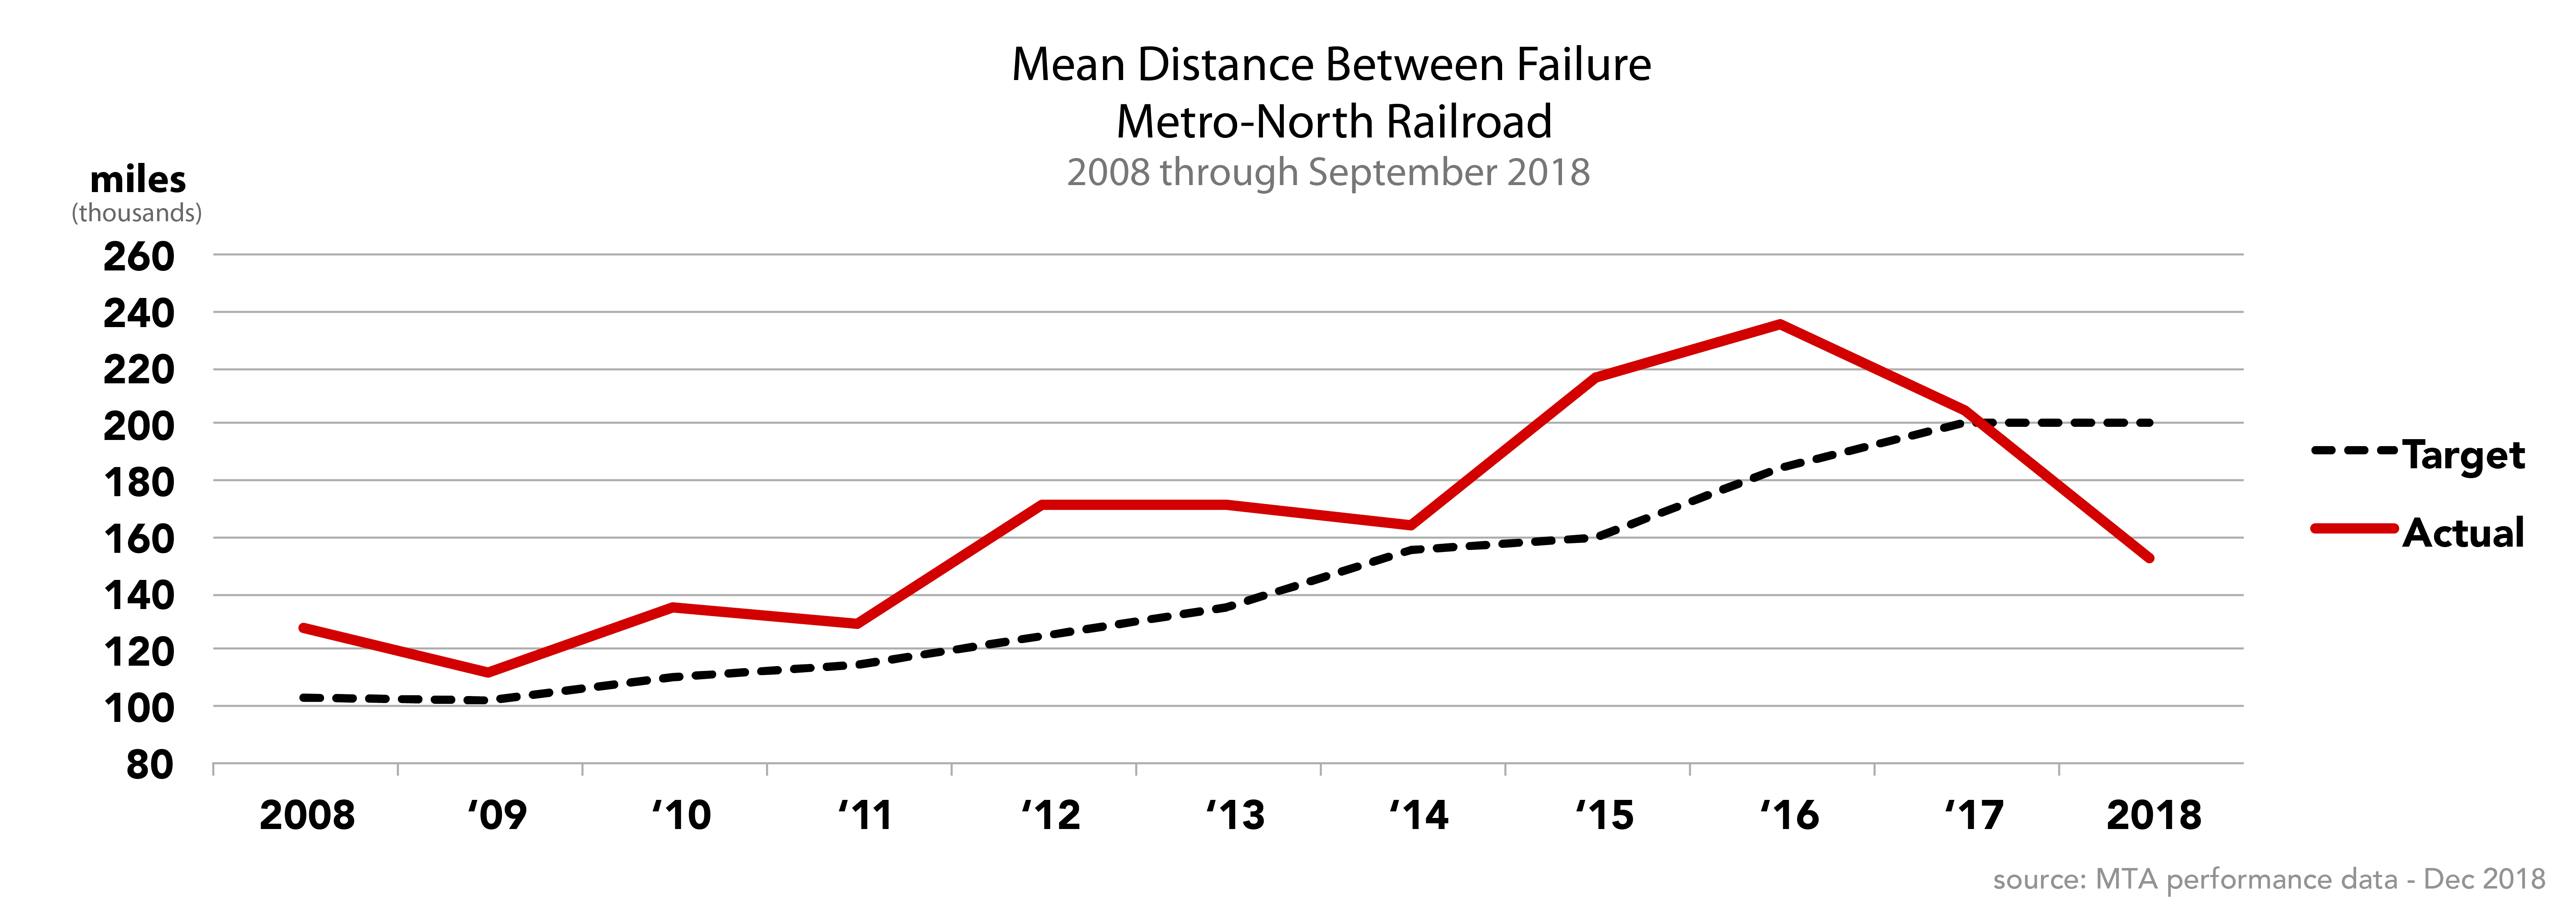 Mean Distance Between Failure
Metro-North Railroad
2008 through September 2018
miles
(thousands)
260
240
220
200
180
160
140
120
100
80
2008 ‘09 ‘10 ‘11 ‘12 ‘13 ‘14 ‘15 ‘16 ‘17 2018
Target
Actual
source: MTA performance data - Dec 2018